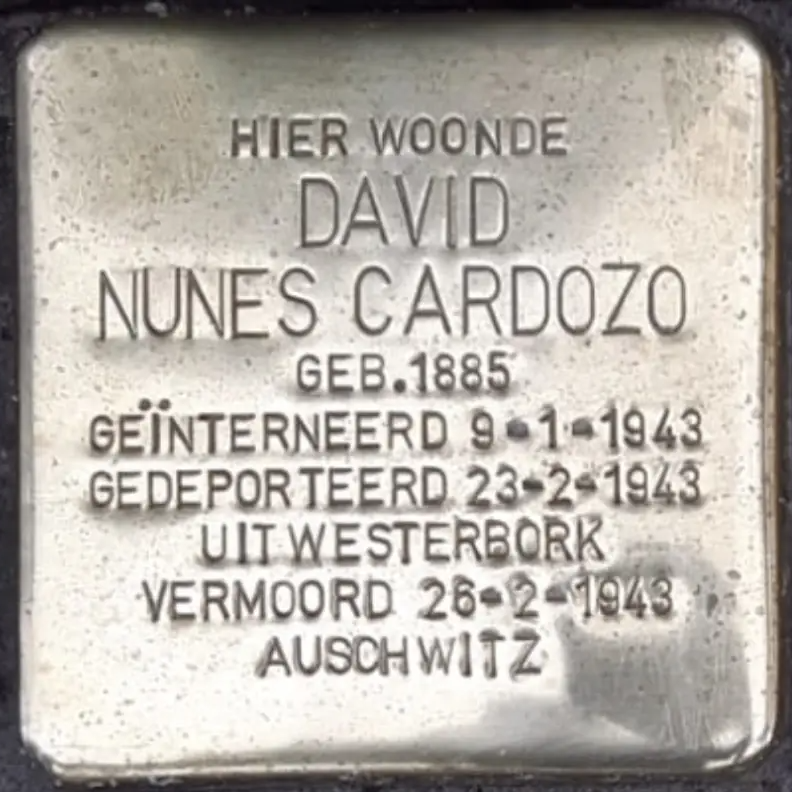 HIER WOONDE
DAVID
NUNES CARDOZO
GEB.1885
GEÏNTERNEERD 9-1-1943
GEDEPORTEERD 23-2-1943
UIT WESTERBORK
VERMOORD 26-2-1943
AUSCHWITZ